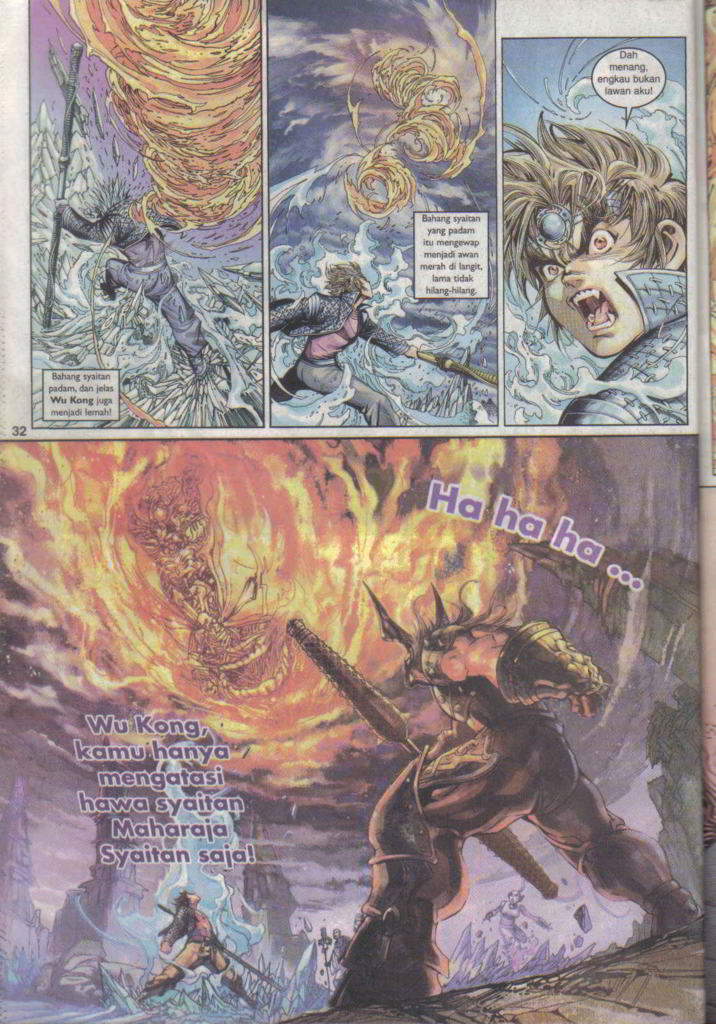 Bahang syaitan
padam, dan jelas
Wu Kong juga
menjadi lemah!
Bahang syaitan
yang padam
itu mengewap
menjadi awan
merah di langit,
lama tidak
hilang-hilang.
Dah
menang,
engkau bukan
lawan aku!
32
Ha ha ha ...
Wu Kong,
kamu hanya
mengatasi
hawa syaitan
Maharaja
Syaitan saja!